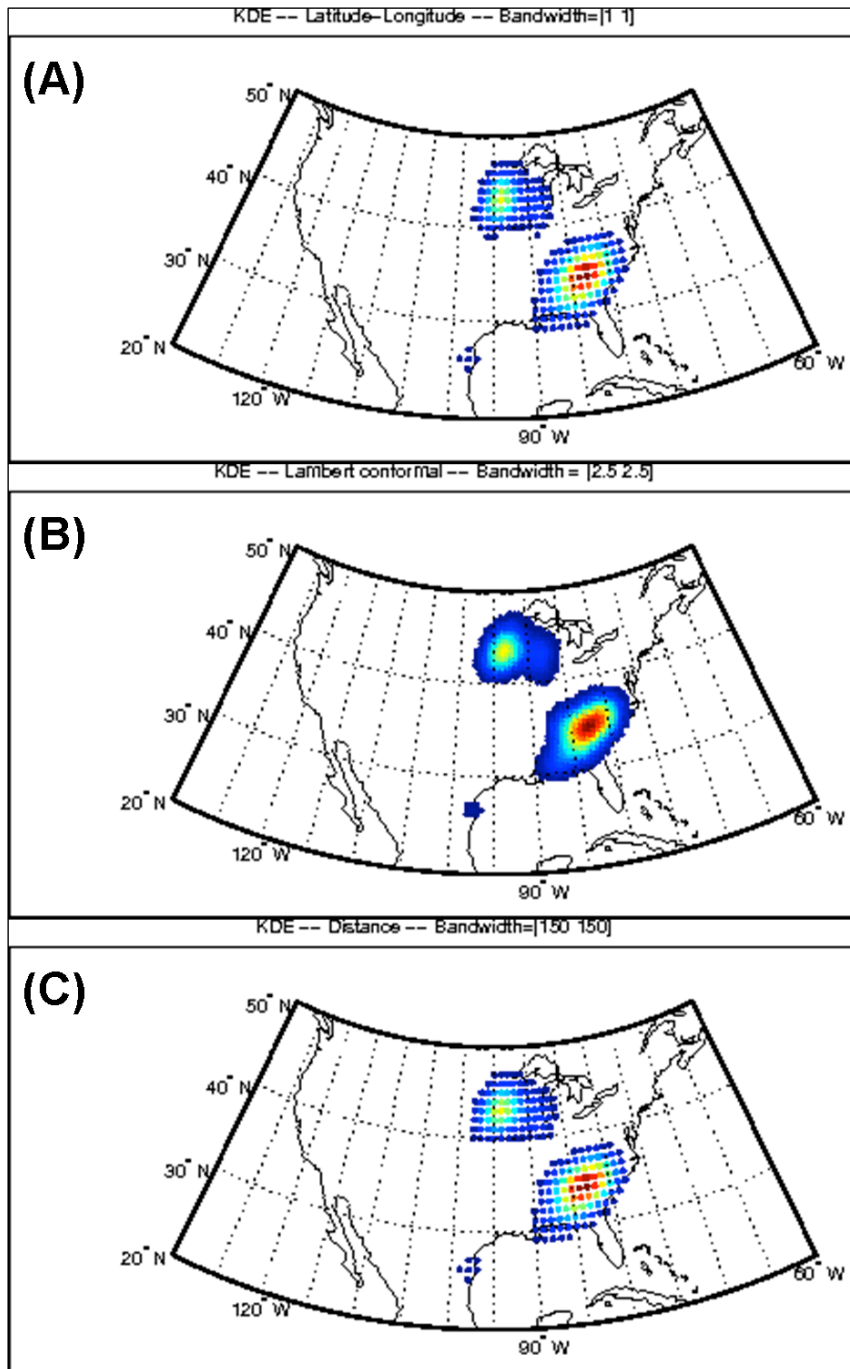 KDE -- Latitude-Longitude -- Bandwidth=[1 1]
(A)
50° N
40° N
30° N
20° N
120° W
90° W
60° W
KDE -- Lambert conformal -- Bandwidth = [2.5 2.5]
(B)
50° N
40° N
30° N
20° N
120° W
90° W
60° W
KDE -- Distance -- Bandwidth=[150 150]
(C)
50° N
40° N
30° N
20° N
120° W
90° W
60° W